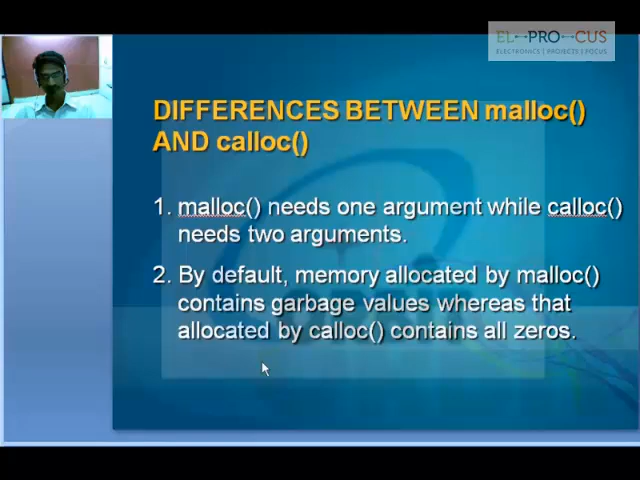 EL PRO CUS
ELECTRONICS | PROJECTS | FOCUS
DIFFERENCES BETWEEN malloc()
AND calloc()
1. malloc() needs one argument while calloc()
needs two arguments.
2. By default, memory allocated by malloc()
contains garbage values whereas that
allocated by calloc() contains all zeros.